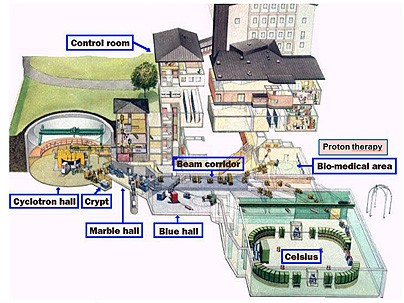 Control room
Proton therapy
Beam corridor
Bio-medical area
Cyclotron hall
Crypt
Marble hall
Blue hall
Celsius